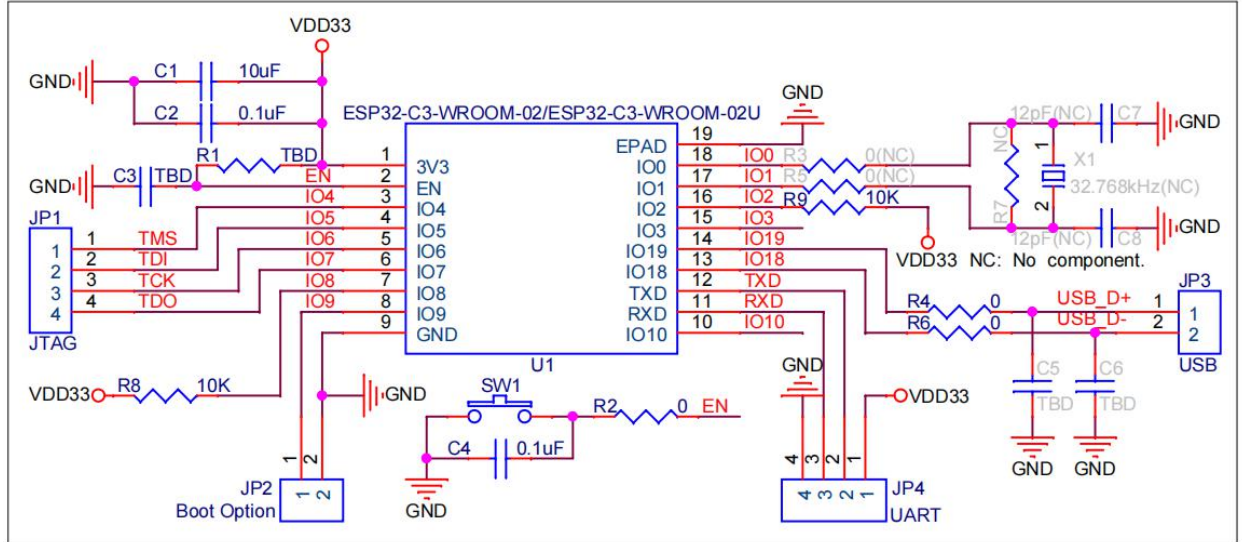 VDD33
GND
C1 10uF
C2 0.1uF
ESP32-C3-WROOM-02/ESP32-C3-WROOM-02U
R1 TBD
GND C3 TBD
EN
IO4
IO5
IO6
IO7
IO8
IO9
1 3V3
2 EN
3 IO4
4 IO5
5 IO6
6 IO7
7 IO8
8 IO9
9 GND
U1
19 EPAD
GND
18 IO0
17 IO1
16 IO2
15 IO3
14 IO19
13 IO18
12 TXD
11 RXD
10 IO10
IO0 R3 0(NC)
IO1 R5 0(NC)
IO2 R9 10K
IO3
IO19
IO18
TXD
RXD
IO10
VDD33
12pF(NC) C7 GND
NC
R7
1
X1
32.768kHz(NC)
2
12pF(NC) C8 GND
NC: No component.
JP1
1 1 TMS
2 2 TDI
3 3 TCK
4 4 TDO
JTAG
VDD33 R8 10K
GND
1 2
1 2
JP2
Boot Option
SW1
R2 0 EN
C4 0.1uF
GND
GND
VDD33
4 3 2 1
4 3 2 1
JP4
UART
R4 0 USB_D+
R6 0 USB_D-
JP3
1 1
2 2
USB
C5 TBD
C6 TBD
GND GND